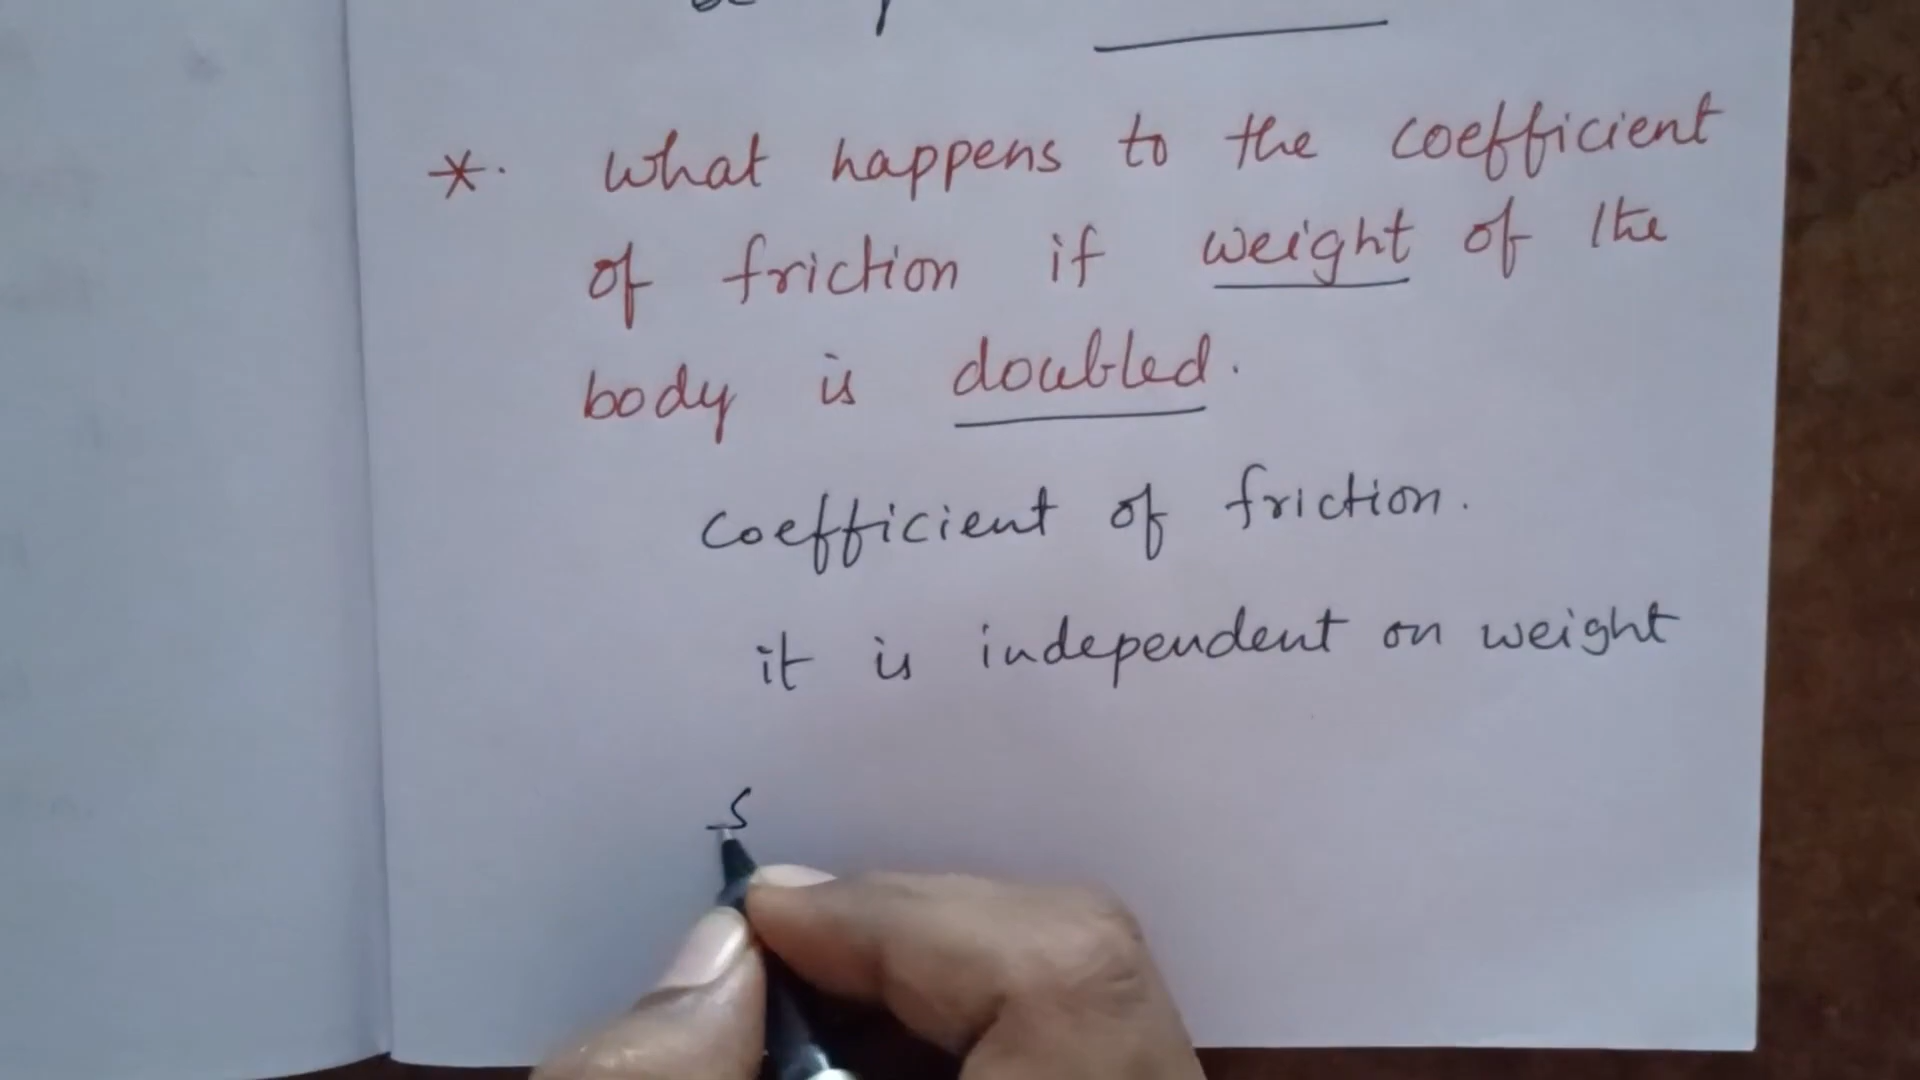 *. What happens to the coefficient
of friction if weight of the
body is doubled.
Coefficient of friction.
it is independent on weight
S